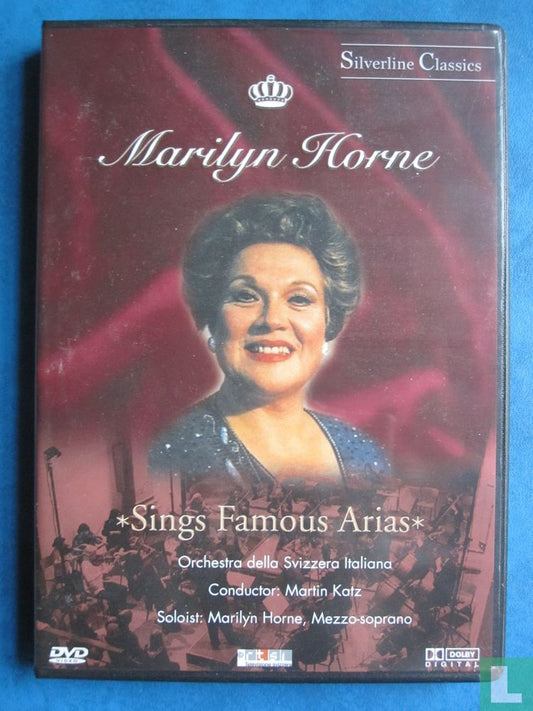 Silverline Classics
Marilyn Horne
*Sings Famous Arias*
Orchestra della Svizzera Italiana
Conductor: Martin Katz
Soloist: Marilyn Horne, Mezzo-soprano
DVD
VIDEO
DOLBY
DIGITAL
L